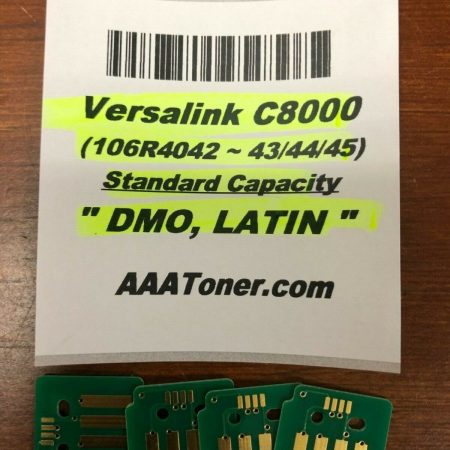 Versalink C8000
(106R4042 ~ 43/44/45)
Standard Capacity
" DMO, LATIN "
AAAToner.com